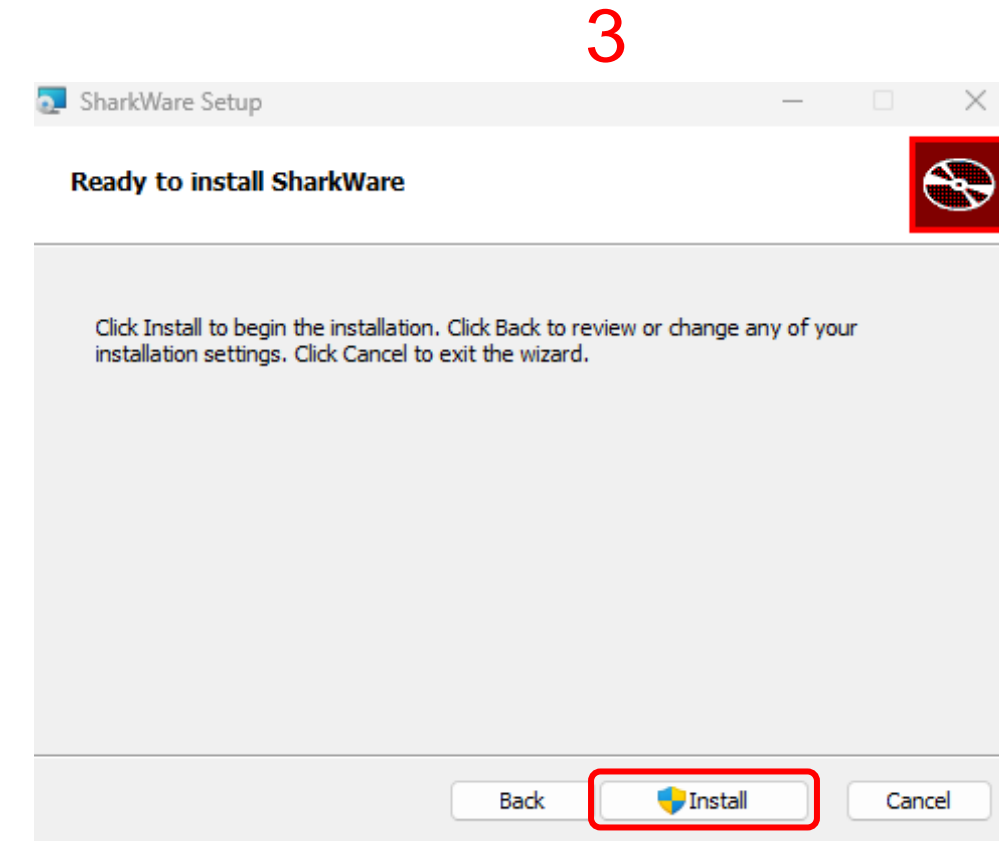 3
SharkWare Setup
Ready to install SharkWare
Click Install to begin the installation. Click Back to review or change any of your
installation settings. Click Cancel to exit the wizard.
Back Install Cancel